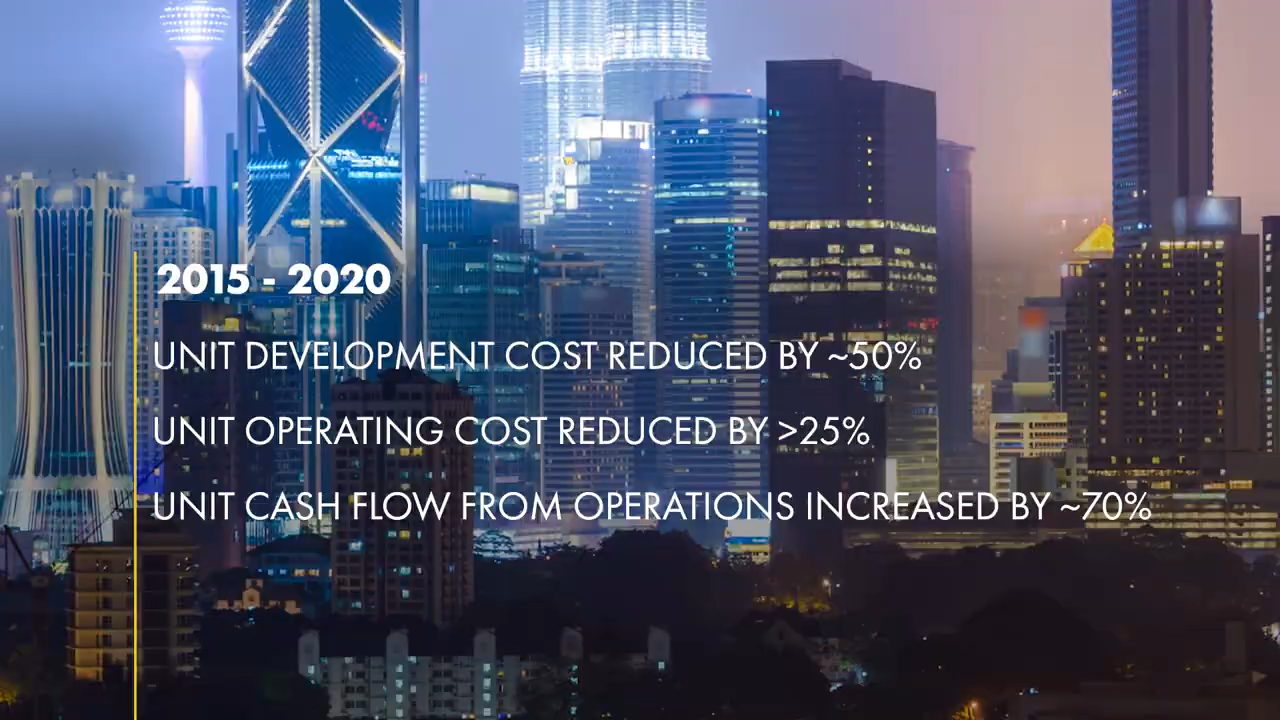 2015 - 2020
UNIT DEVELOPMENT COST REDUCED BY ~50%
UNIT OPERATING COST REDUCED BY >25%
UNIT CASH FLOW FROM OPERATIONS INCREASED BY ~70%